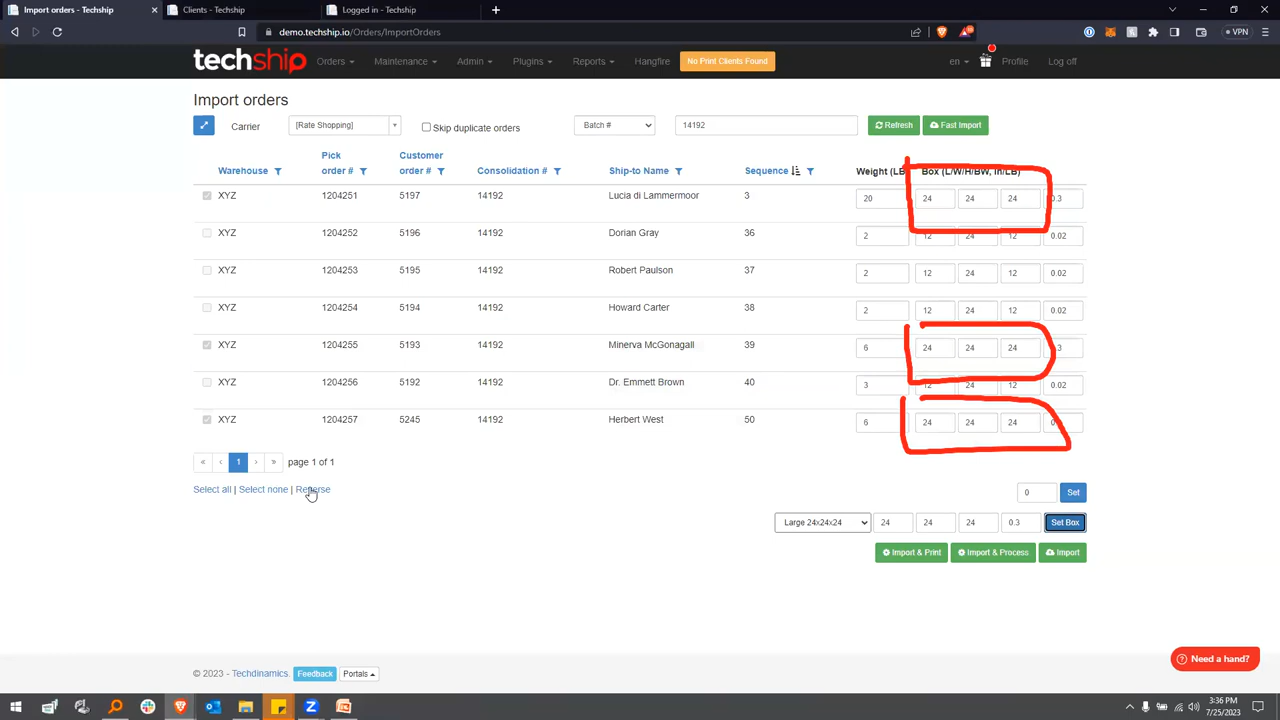 Import orders - Techship
Clients - Techship
Logged in - Techship
demo.techship.io/Orders/ImportOrders
VPN
techship
Orders
Maintenance
Admin
Plugins
Reports
Hangfire
No Print Clients Found
en
Profile
Log off
Import orders
Carrier
[Rate Shopping]
Skip duplicate orders
Batch #
14192
Refresh
Fast Import
Warehouse
Pick order #
Customer order #
Consolidation #
Ship-to Name
Sequence
Weight (LB
Box (L/W/H/BW, In/LB)
XYZ 1204251 5197 14192 Lucia di Lammermoor 3 20 24 24 24 0.3
XYZ 1204252 5196 14192 Dorian Gray 36 2 12 24 12 0.02
XYZ 1204253 5195 14192 Robert Paulson 37 2 12 24 12 0.02
XYZ 1204254 5194 14192 Howard Carter 38 2 12 24 12 0.02
XYZ 1204255 5193 14192 Minerva McGonagall 39 6 24 24 24 .3
XYZ 1204256 5192 14192 Dr. Emmett Brown 40 3 12 24 12 0.02
XYZ 1204257 5245 14192 Herbert West 50 6 24 24 24
« ‹ 1 › » page 1 of 1
Select all | Select none | Reverse
0 Set
Large 24x24x24 24 24 24 0.3 Set Box
Import & Print
Import & Process
Import
© 2023 - Techdinamics.
Feedback
Portals
Need a hand?
3:36 PM
7/25/2023